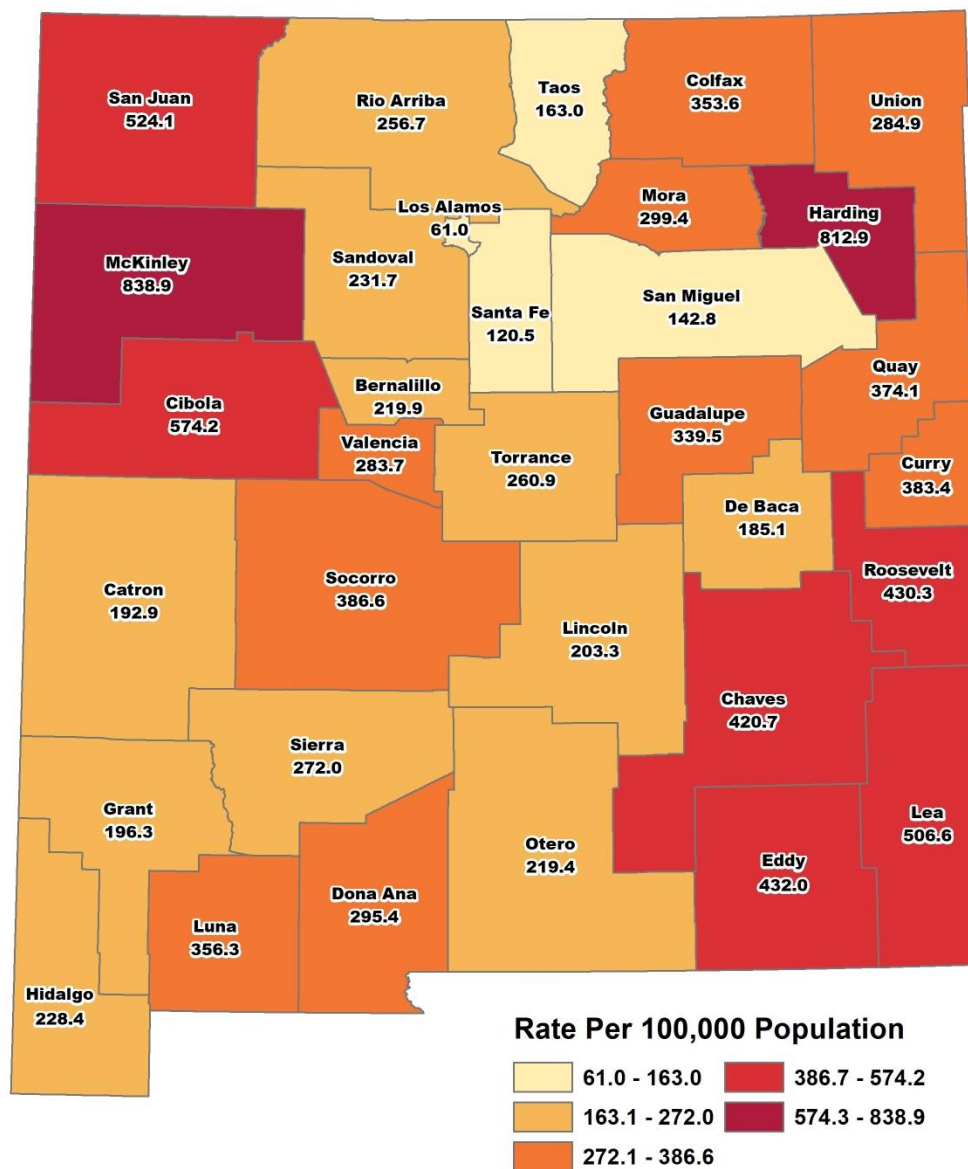 San Juan
524.1
Rio Arriba
256.7
Taos
163.0
Colfax
353.6
Union
284.9
Los Alamos
61.0
Mora
299.4
Harding
812.9
McKinley
838.9
Sandoval
231.7
Santa Fe
120.5
San Miguel
142.8
Quay
374.1
Cibola
574.2
Bernalillo
219.9
Valencia
283.7
Torrance
260.9
Guadalupe
339.5
Curry
383.4
De Baca
185.1
Catron
192.9
Socorro
386.6
Roosevelt
430.3
Lincoln
203.3
Chaves
420.7
Sierra
272.0
Grant
196.3
Otero
219.4
Lea
506.6
Eddy
432.0
Luna
356.3
Dona Ana
295.4
Hidalgo
228.4
Rate Per 100,000 Population
61.0 - 163.0
163.1 - 272.0
272.1 - 386.6
386.7 - 574.2
574.3 - 838.9